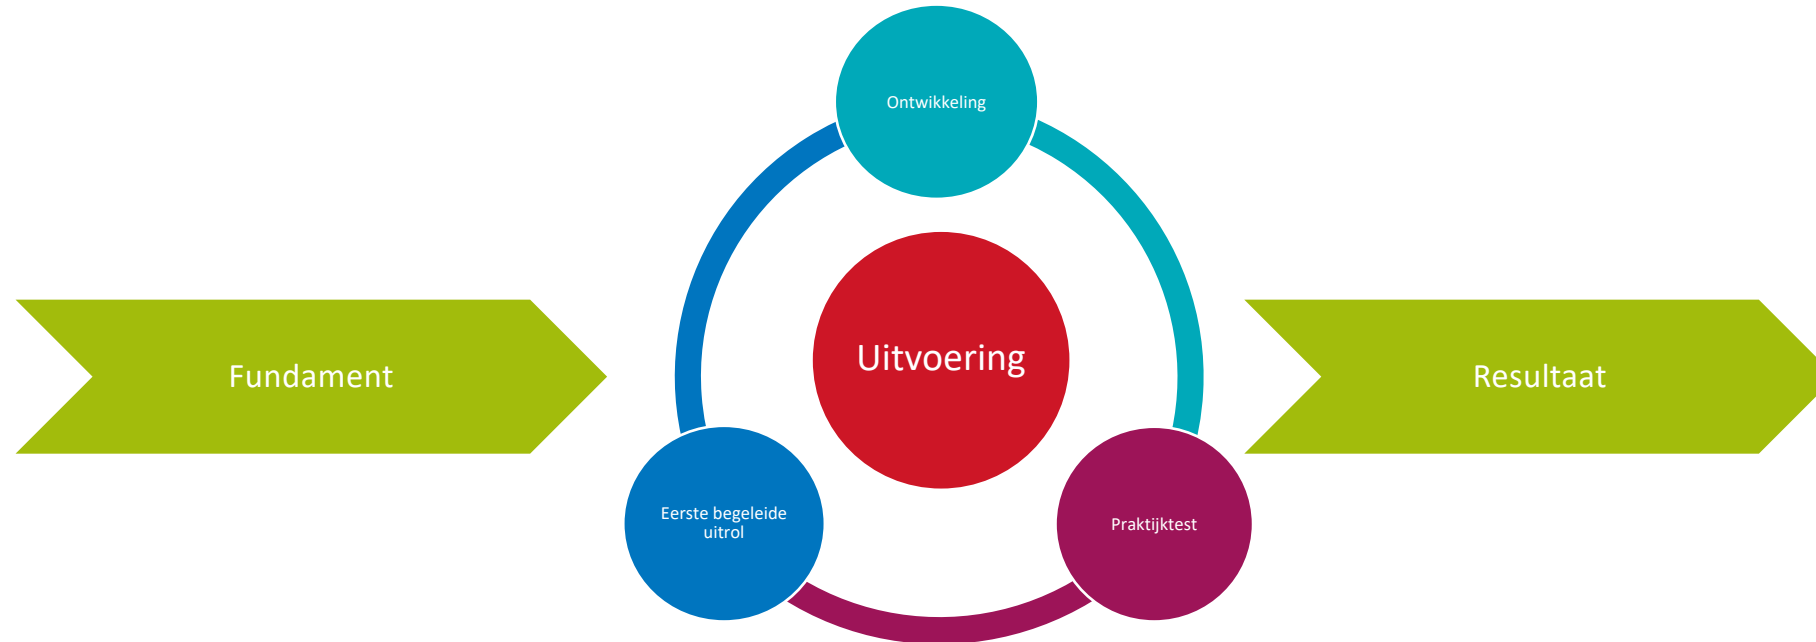 Ontwikkeling
Fundament
Uitvoering
Resultaat
Eerste begeleide
uitrol
Praktijktest